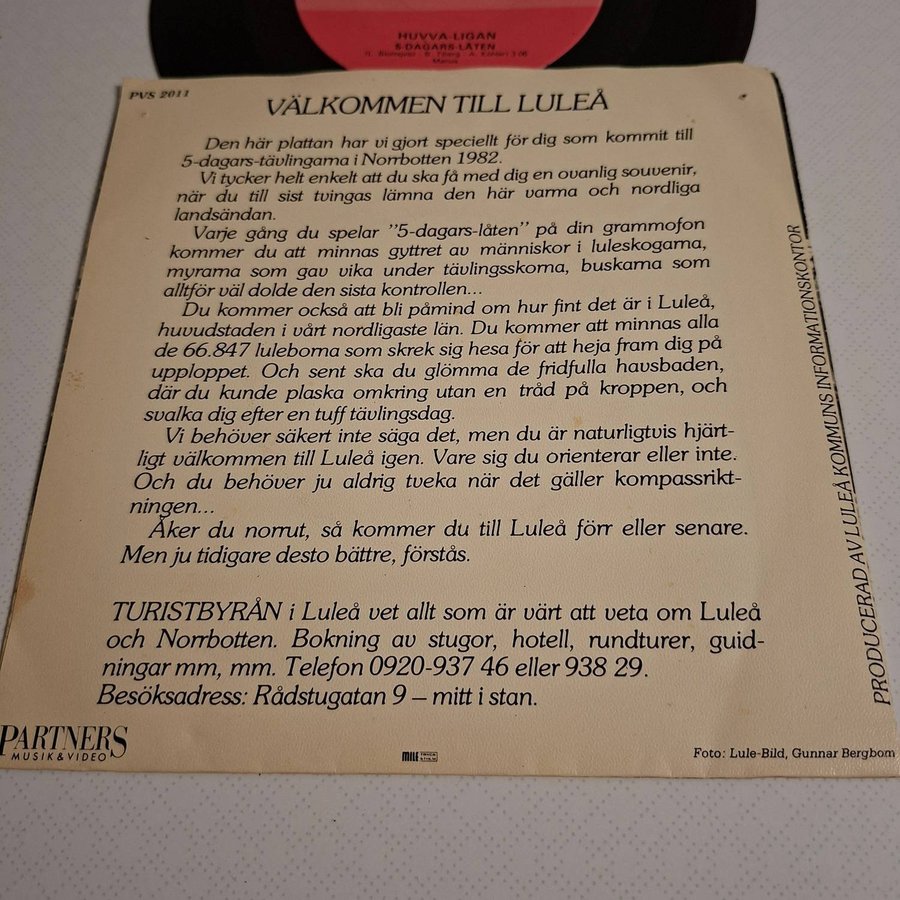 HUVVA-LIGAN
5-DAGARS-LÅTEN
PVS 2011
VÄLKOMMEN TILL LULEÅ
Den här plattan har vi gjort speciellt för dig som kommit till
5-dagars-tävlingarna i Norrbotten 1982.
Vi tycker helt enkelt att du ska få med dig en ovanlig souvenir,
när du till sist tvingas lämna den här varma och nordliga
landsändan.
Varje gång du spelar "5-dagars-låten" på din grammofon
kommer du att minnas gyttret av människor i luleskogarna,
myrarna som gav vika under tävlingsskorna, buskarna som
alltför väl dolde den sista kontrollen...
Du kommer också att bli påmind om hur fint det är i Luleå,
huvudstaden i vårt nordligaste län. Du kommer att minnas alla
de 66.847 luleborna som skrek sig hesa för att heja fram dig på
upploppet. Och sent ska du glömma de fridfulla havsbaden,
där du kunde plaska omkring utan en tråd på kroppen, och
svalka dig efter en tuff tävlingsdag.
Vi behöver säkert inte säga det, men du är naturligtvis hjärt-
ligt välkommen till Luleå igen. Vare sig du orienterar eller inte.
Och du behöver ju aldrig tveka när det gäller kompassrikt-
ningen...
Åker du norrut, så kommer du till Luleå förr eller senare.
Men ju tidigare desto bättre, förstås.
TURISTBYRÅN i Luleå vet allt som är värt att veta om Luleå
och Norrbotten. Bokning av stugor, hotell, rundturer, guid-
ningar mm, mm. Telefon 0920-937 46 eller 938 29.
Besöksadress: Rådstugatan 9 – mitt i stan.
PRODUCERAD AV LULEÅ KOMMUNS INFORMATIONSKONTOR
PARTNERS
MUSIK & VIDEO
MILE
Foto: Lule-Bild, Gunnar Bergbom